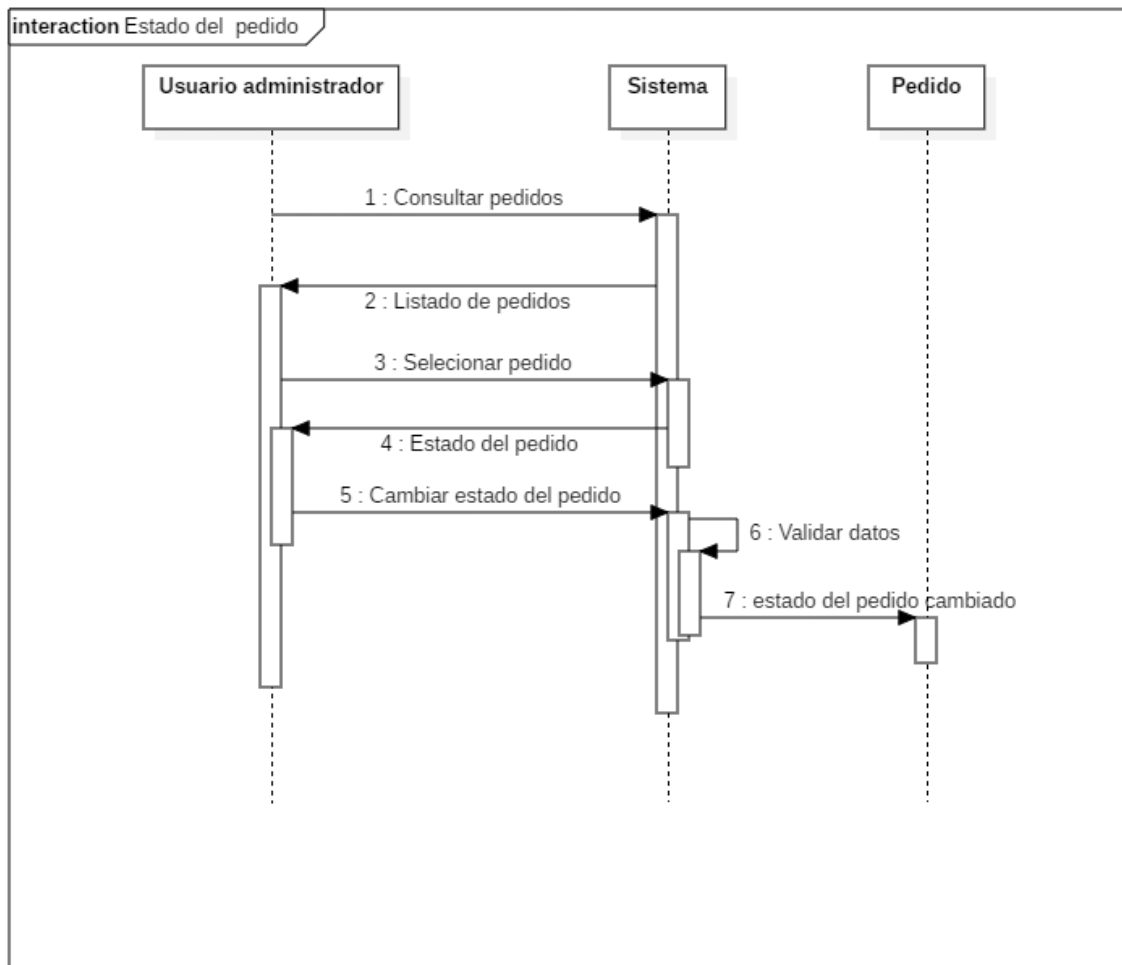 interaction Estado del pedido
Usuario administrador
Sistema
Pedido
1 : Consultar pedidos
2 : Listado de pedidos
3 : Selecionar pedido
4 : Estado del pedido
5 : Cambiar estado del pedido
6 : Validar datos
7 : estado del pedido cambiado